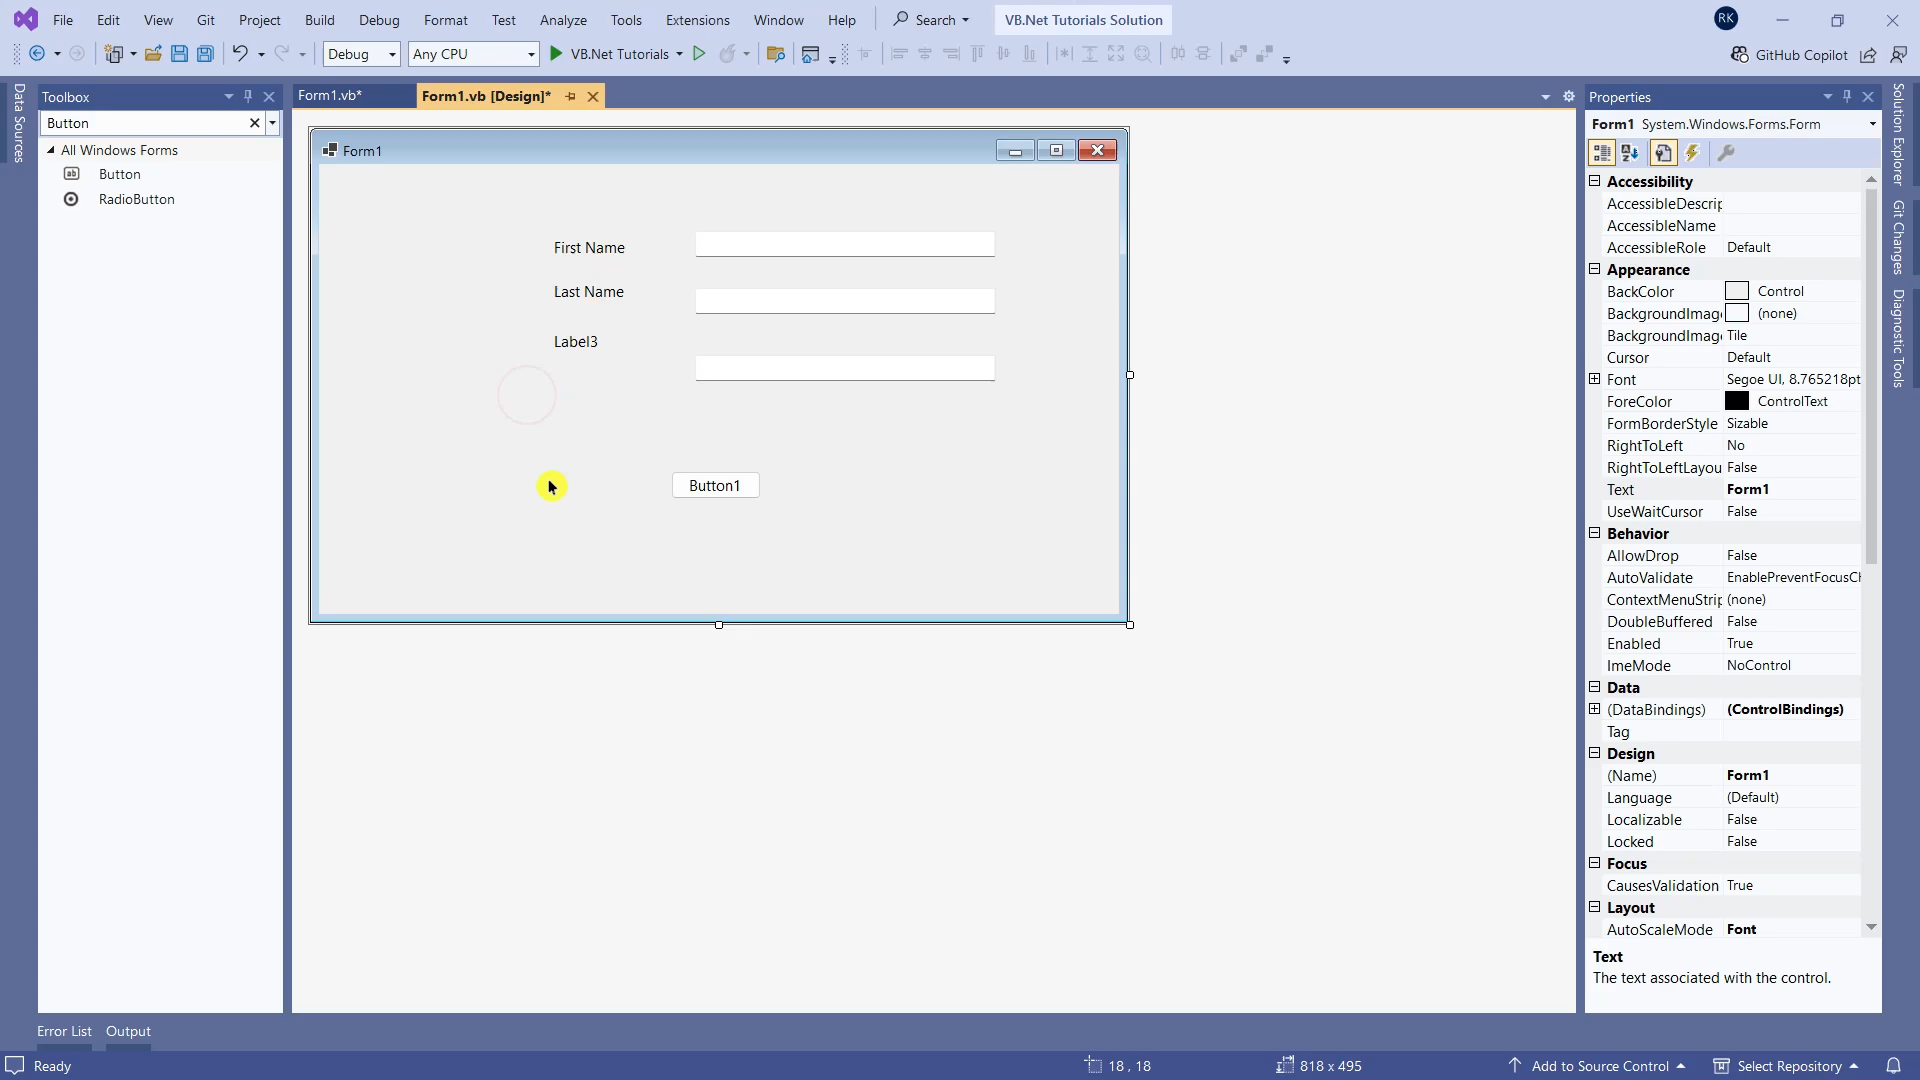 File Edit View Git Project Build Debug Format Test Analyze Tools Extensions Window Help Search VB.Net Tutorials Solution RK
Debug Any CPU VB.Net Tutorials GitHub Copilot
Data Sources
Toolbox
Button
All Windows Forms
Button
RadioButton
Form1.vb* Form1.vb [Design]*
Form1
First Name
Last Name
Label3
Button1
Properties
Form1 System.Windows.Forms.Form
Accessibility
AccessibleDescrip
AccessibleName
AccessibleRole Default
Appearance
BackColor Control
BackgroundImag (none)
BackgroundImag Tile
Cursor Default
Font Segoe UI, 8.765218pt
ForeColor ControlText
FormBorderStyle Sizable
RightToLeft No
RightToLeftLayou False
Text Form1
UseWaitCursor False
Behavior
AllowDrop False
AutoValidate EnablePreventFocusCh
ContextMenuStrip (none)
DoubleBuffered False
Enabled True
ImeMode NoControl
Data
(DataBindings) (ControlBindings)
Tag
Design
(Name) Form1
Language (Default)
Localizable False
Locked False
Focus
CausesValidation True
Layout
AutoScaleMode Font
Text
The text associated with the control.
Solution Explorer
Git Changes
Diagnostic Tools
Error List Output
Ready 18 , 18 818 x 495 Add to Source Control Select Repository